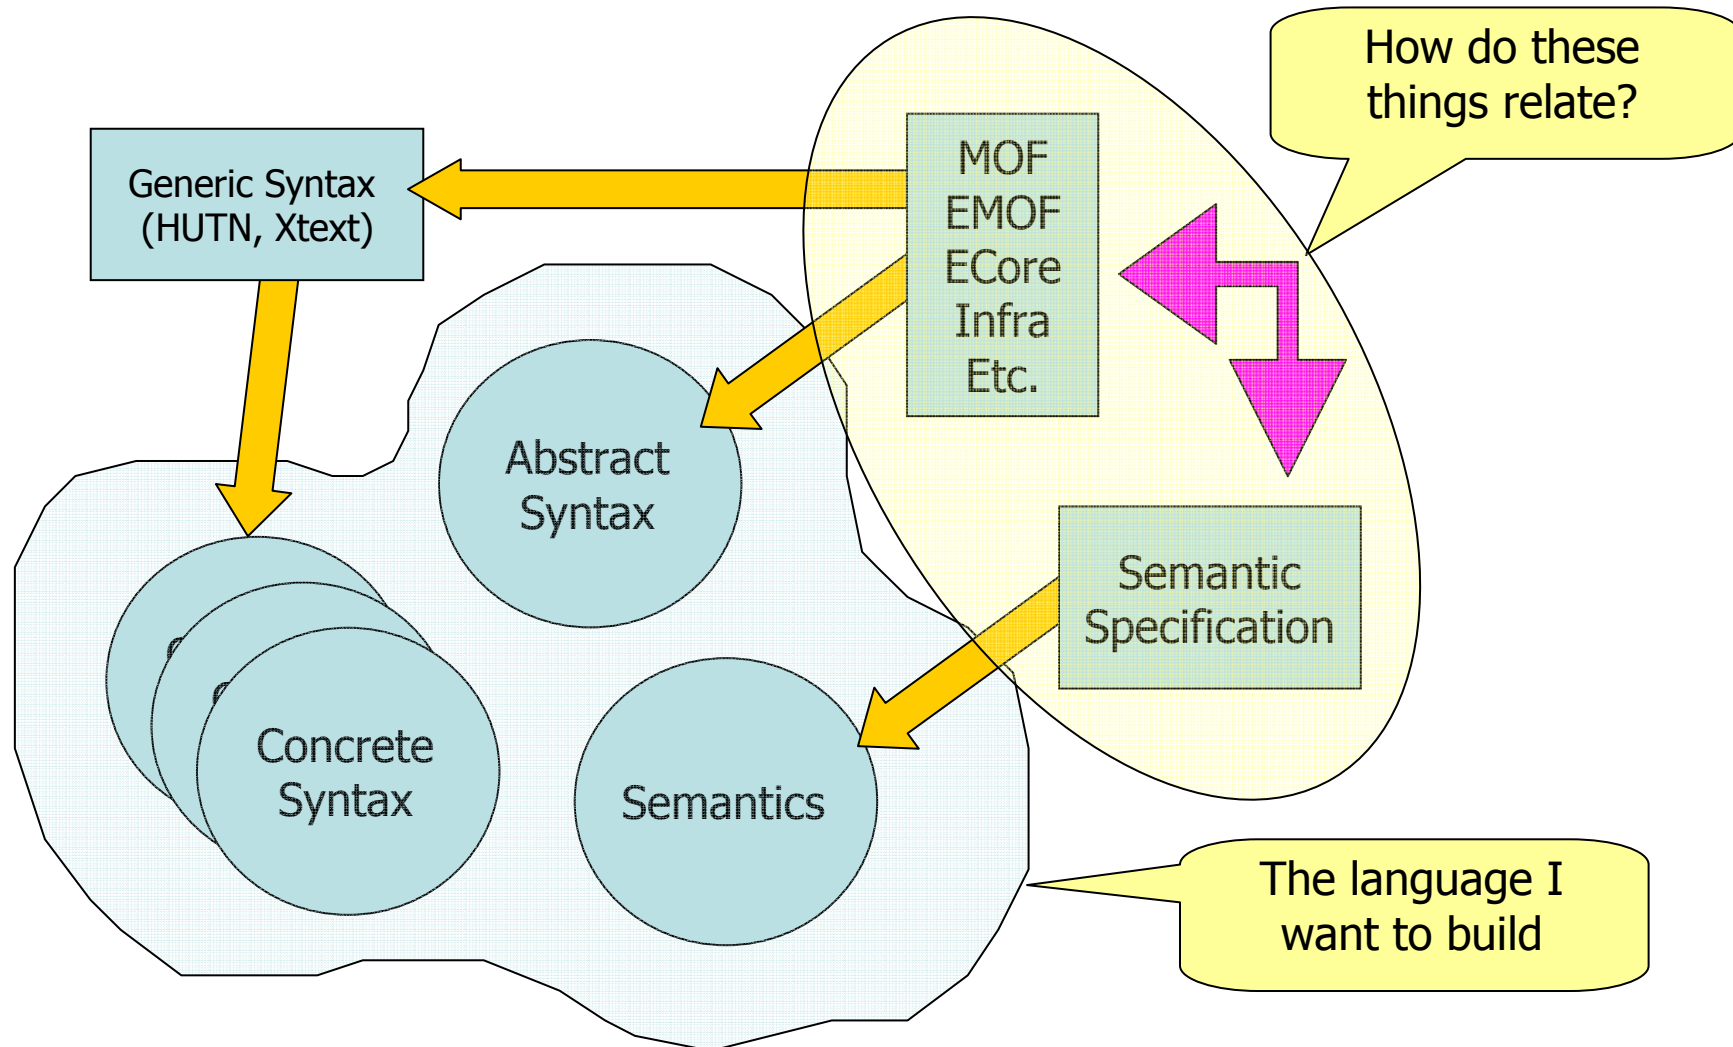 How do these
things relate?
Generic Syntax
(HUTN, Xtext)
MOF
EMOF
ECore
Infra
Etc.
Abstract
Syntax
Semantic
Specification
Concrete
Syntax
Semantics
The language I
want to build